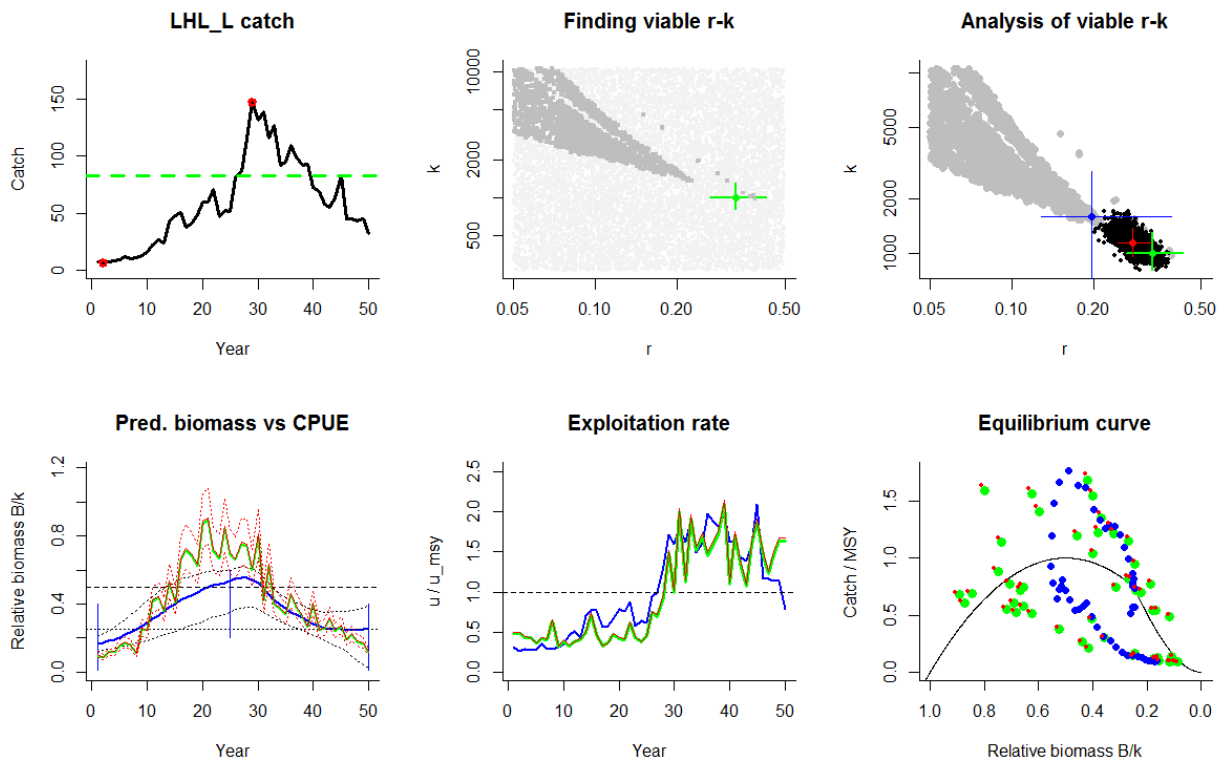 LHL_L catch
Catch
150
100
50
0
0 10 20 30 40 50
Year
Finding viable r-k
k
10000
2000
500
0.05 0.10 0.20 0.50
r
Analysis of viable r-k
k
5000
2000
1000
0.05 0.10 0.20 0.50
r
Pred. biomass vs CPUE
Relative biomass B/k
1.2
0.8
0.4
0.0
0 10 20 30 40 50
Year
Exploitation rate
u / u_msy
2.5
2.0
1.5
1.0
0.5
0.0
0 10 20 30 40 50
Year
Equilibrium curve
Catch / MSY
1.5
1.0
0.5
0.0
1.0 0.8 0.6 0.4 0.2 0.0
Relative biomass B/k